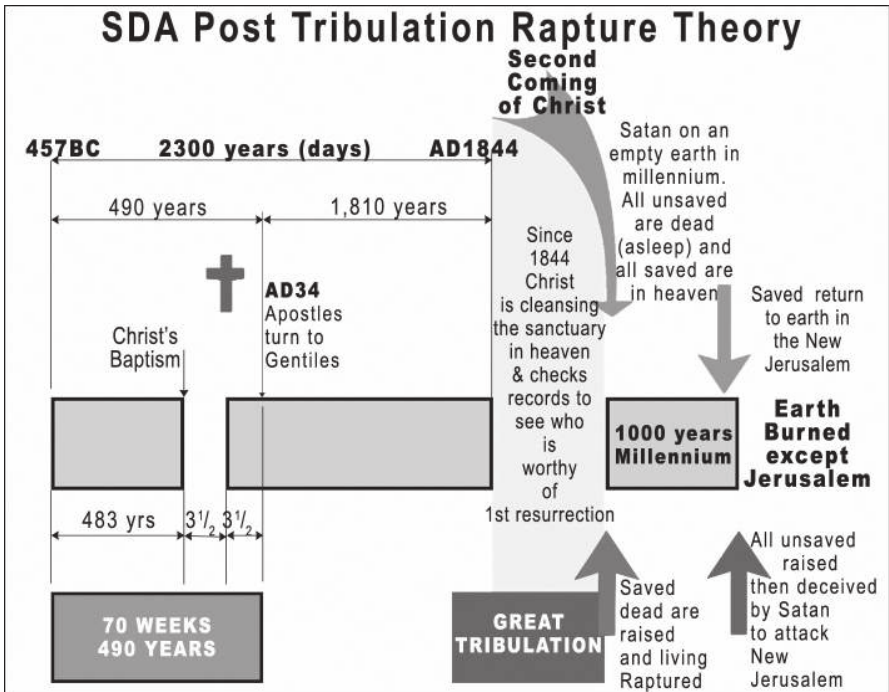 SDA Post Tribulation Rapture Theory
Second
Coming
of Christ
457BC 2300 years (days) AD1844
490 years 1,810 years
Satan on an
empty earth in
millennium.
All unsaved
are dead
(asleep) and
all saved are
in heaven
AD34
Apostles
turn to
Gentiles
Christ's
Baptism
Since
1844
Christ
is cleansing
the sanctuary
in heaven
& checks
records to
see who
is
worthy
of
1st resurrection
Saved return
to earth in
the New
Jerusalem
1000 years
Millennium
Earth
Burned
except
Jerusalem
483 yrs 3 1/2 3 1/2
70 WEEKS
490 YEARS
GREAT
TRIBULATION
Saved
dead are
raised
and living
Raptured
All unsaved
raised
then deceived
by Satan
to attack
New
Jerusalem